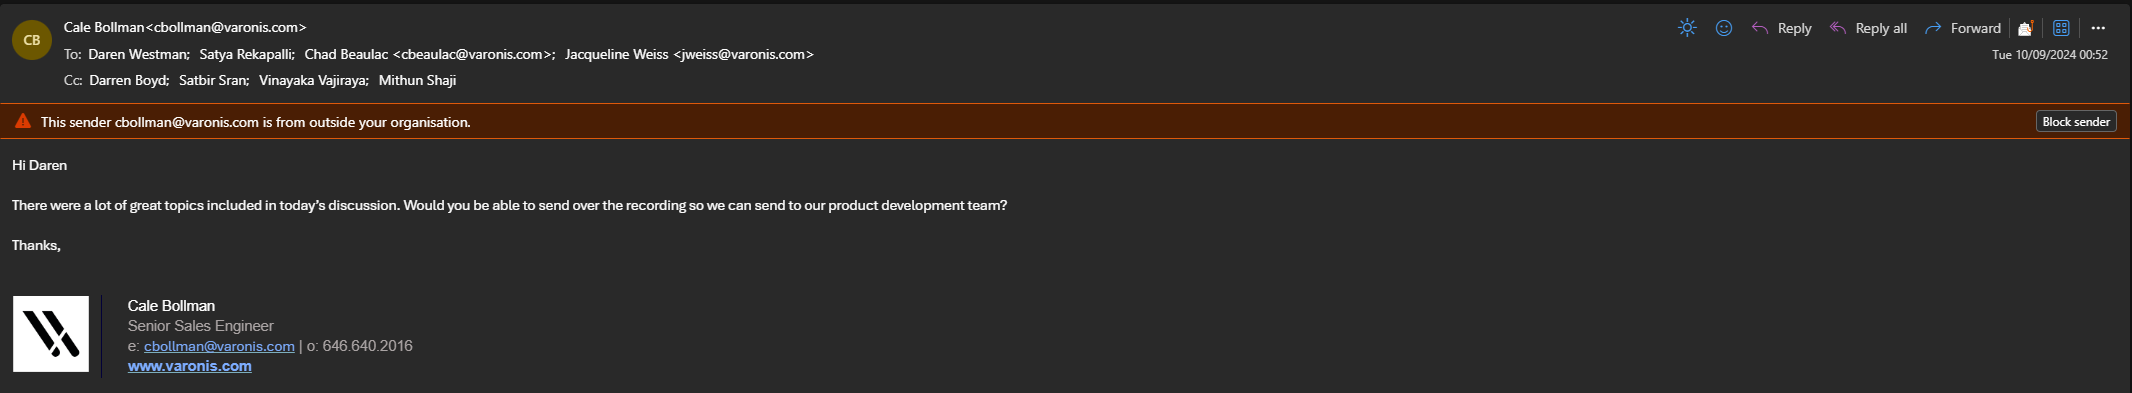 CB
Cale Bollman<cbollman@varonis.com>
To: Daren Westman; Satya Rekapalli; Chad Beaulac <cbeaulac@varonis.com>; Jacqueline Weiss <jweiss@varonis.com>
Cc: Darren Boyd; Satbir Sran; Vinayaka Vajiraya; Mithun Shaji
Reply Reply all Forward
Tue 10/09/2024 00:52
This sender cbollman@varonis.com is from outside your organisation.
Block sender
Hi Daren
There were a lot of great topics included in today's discussion. Would you be able to send over the recording so we can send to our product development team?
Thanks,
Cale Bollman
Senior Sales Engineer
e: cbollman@varonis.com | o: 646.640.2016
www.varonis.com